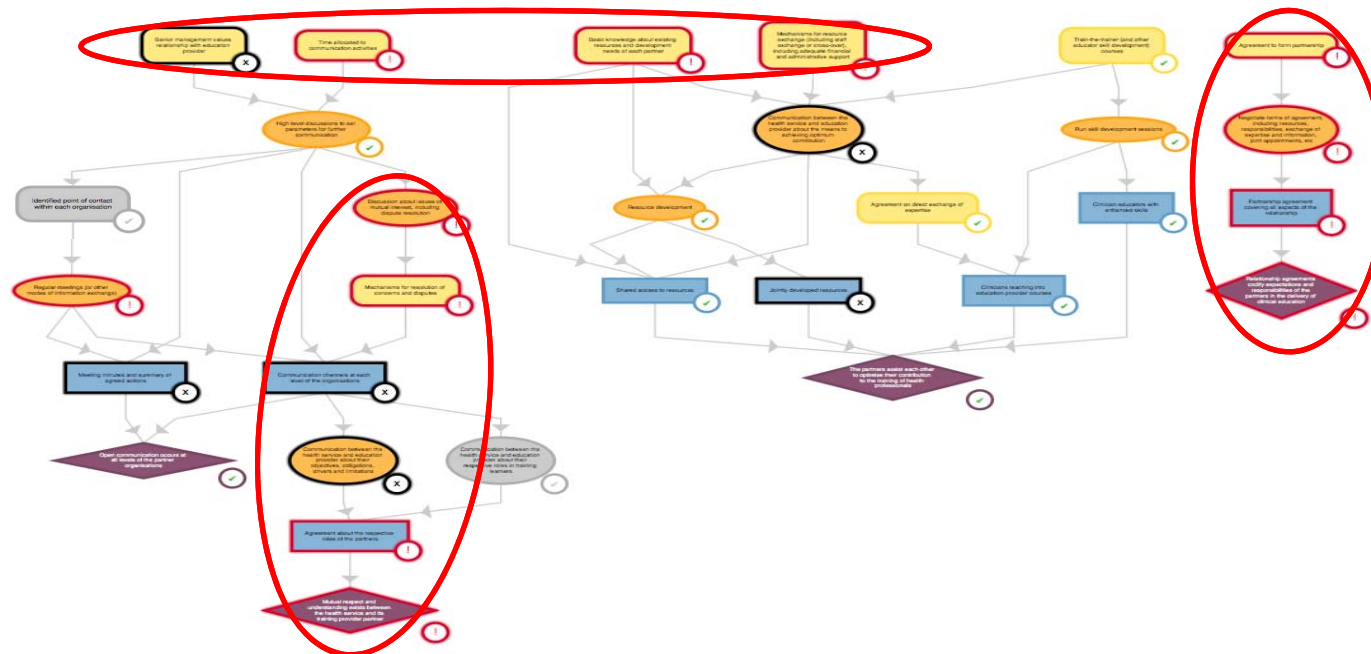 Senior management values
relationship with education
provider
X
Time allocated to
communication activities
!
Basic knowledge about existing
resources and development
needs of each partner
!
Mechanisms for resource
exchange (including staff
exchange or cross-over),
including adequate financial
and administrative support
!
Train-the-trainer (and other
educator skill development)
courses
✓
Agreement to form partnership
!
High level discussions to set
parameters for further
communication
✓
Communication between the
health service and education
provider about the means to
achieving optimum
contribution
X
Run skill development sessions
✓
Negotiate terms of agreement,
including resources,
responsibilities, exchange of
expertise and information,
joint appointments, etc
!
Identified point of contact
within each organisation
✓
Discussion about issues of
mutual interest, including
dispute resolution
!
Resource development
✓
Agreement on direct exchange of
expertise
✓
Clinician educators with
enhanced skills
✓
Partnership agreement
covering all aspects of the
relationship
!
Regular meetings (or other
modes of information exchange)
!
Mechanisms for resolution of
concerns and disputes
!
Shared access to resources
✓
Jointly developed resources
X
Clinicians teaching into
education provider courses
✓
Relationship agreements
codify expectations and
responsibilities of the
partners in the delivery of
clinical education
!
Meeting minutes and summary of
agreed actions
X
Communication channels at each
level of the organisations
X
The partners assist each other
to optimise their contribution
to the training of health
professionals
✓
Open communication occurs at
all levels of the partner
organisations
✓
Communication between the
health service and education
provider about their
objectives, obligations,
drivers and limitations
X
Communication between the
health service and education
provider about their
respective roles in training
learners
✓
Agreement about the respective
roles of the partners
!
Mutual respect and
understanding exists between
the health service and its
training provider partner
!